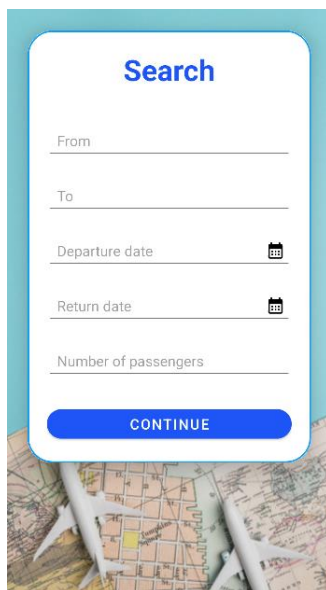 Search
From
To
Departure date
Return date
Number of passengers
CONTINUE